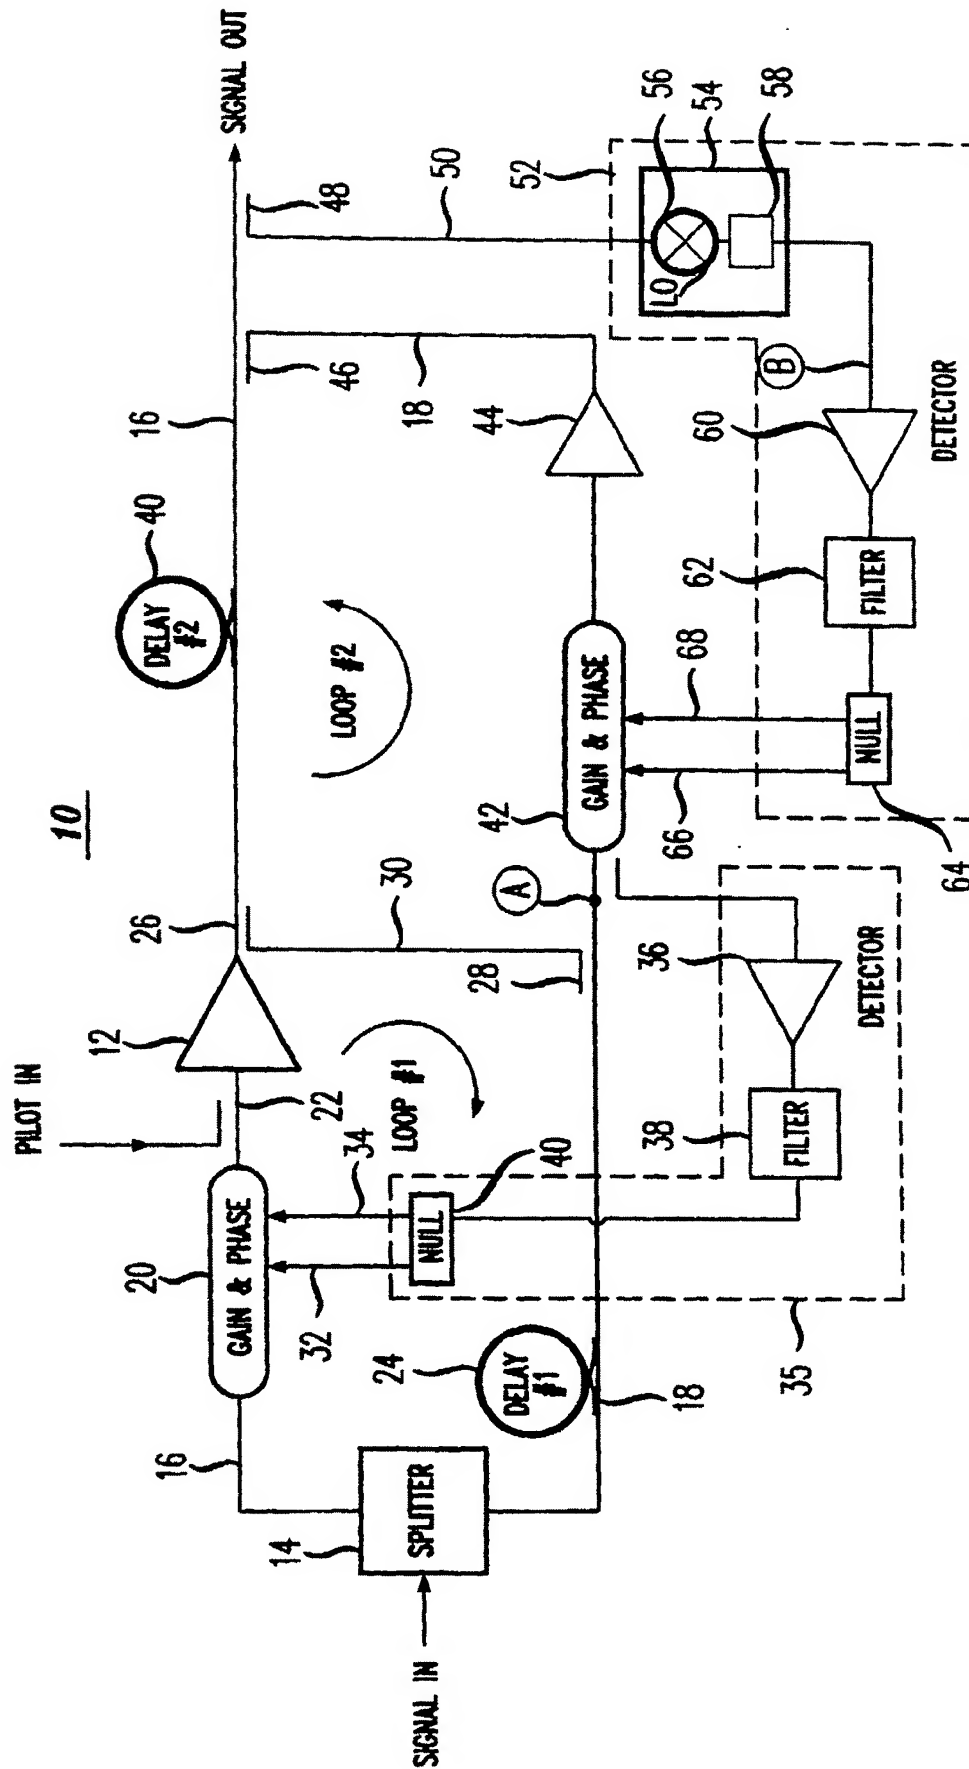 10
PILOT IN
SIGNAL OUT
16
20
GAIN & PHASE
22
12
26
DELAY #2
40
16
48
46
50
SIGNAL IN
14
SPLITTER
32
34
LOOP #1
30
LOOP #2
18
24
DELAY #1
18
NULL
40
28
A
42
GAIN & PHASE
44
52
LO
56
54
58
35
38
FILTER
36
DETECTOR
66
68
64
NULL
62
FILTER
60
DETECTOR
B